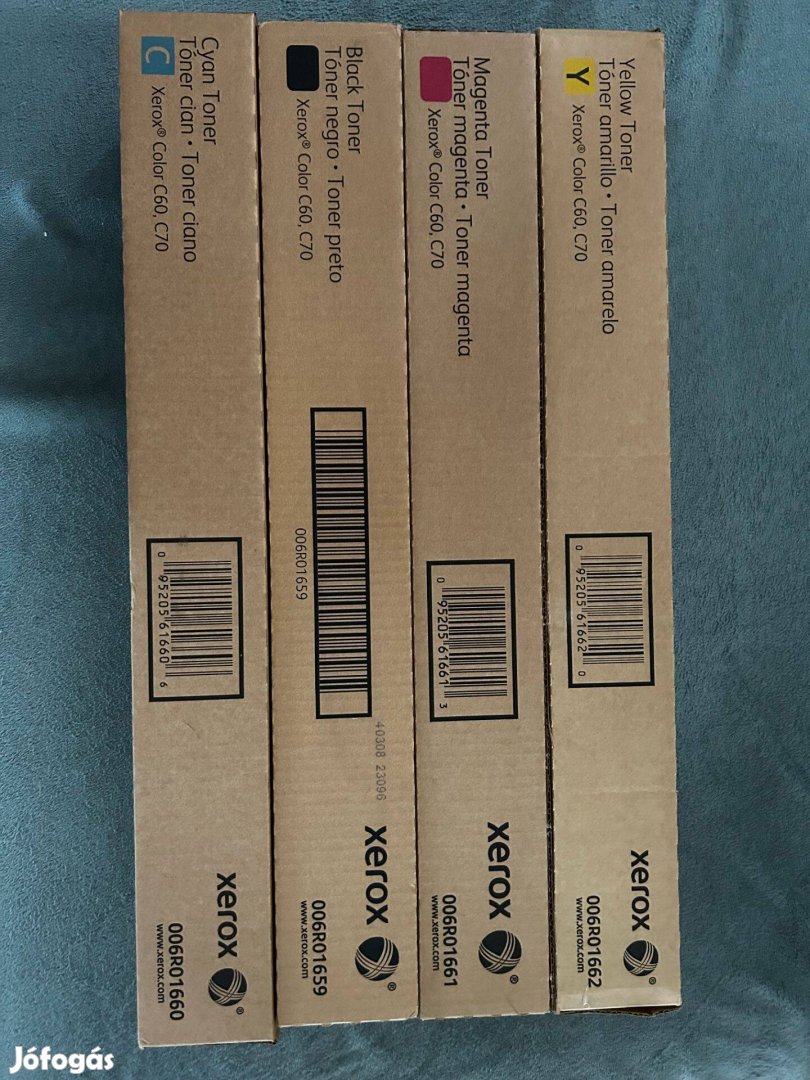 C
Cyan Toner
Tóner cian • Toner ciano
Xerox® Color C60, C70
0 95205 61660 6
xerox ®
006R01660
www.xerox.com
Black Toner
Tóner negro • Toner preto
Xerox® Color C60, C70
006R01659
40308 23096
xerox ®
006R01659
www.xerox.com
Magenta Toner
Tóner magenta • Toner magenta
Xerox® Color C60, C70
0 95205 61661 3
xerox ®
006R01661
www.xerox.com
Y
Yellow Toner
Tóner amarillo • Toner amarelo
Xerox® Color C60, C70
0 95205 61662 0
xerox ®
006R01662
www.xerox.com
Jófogás